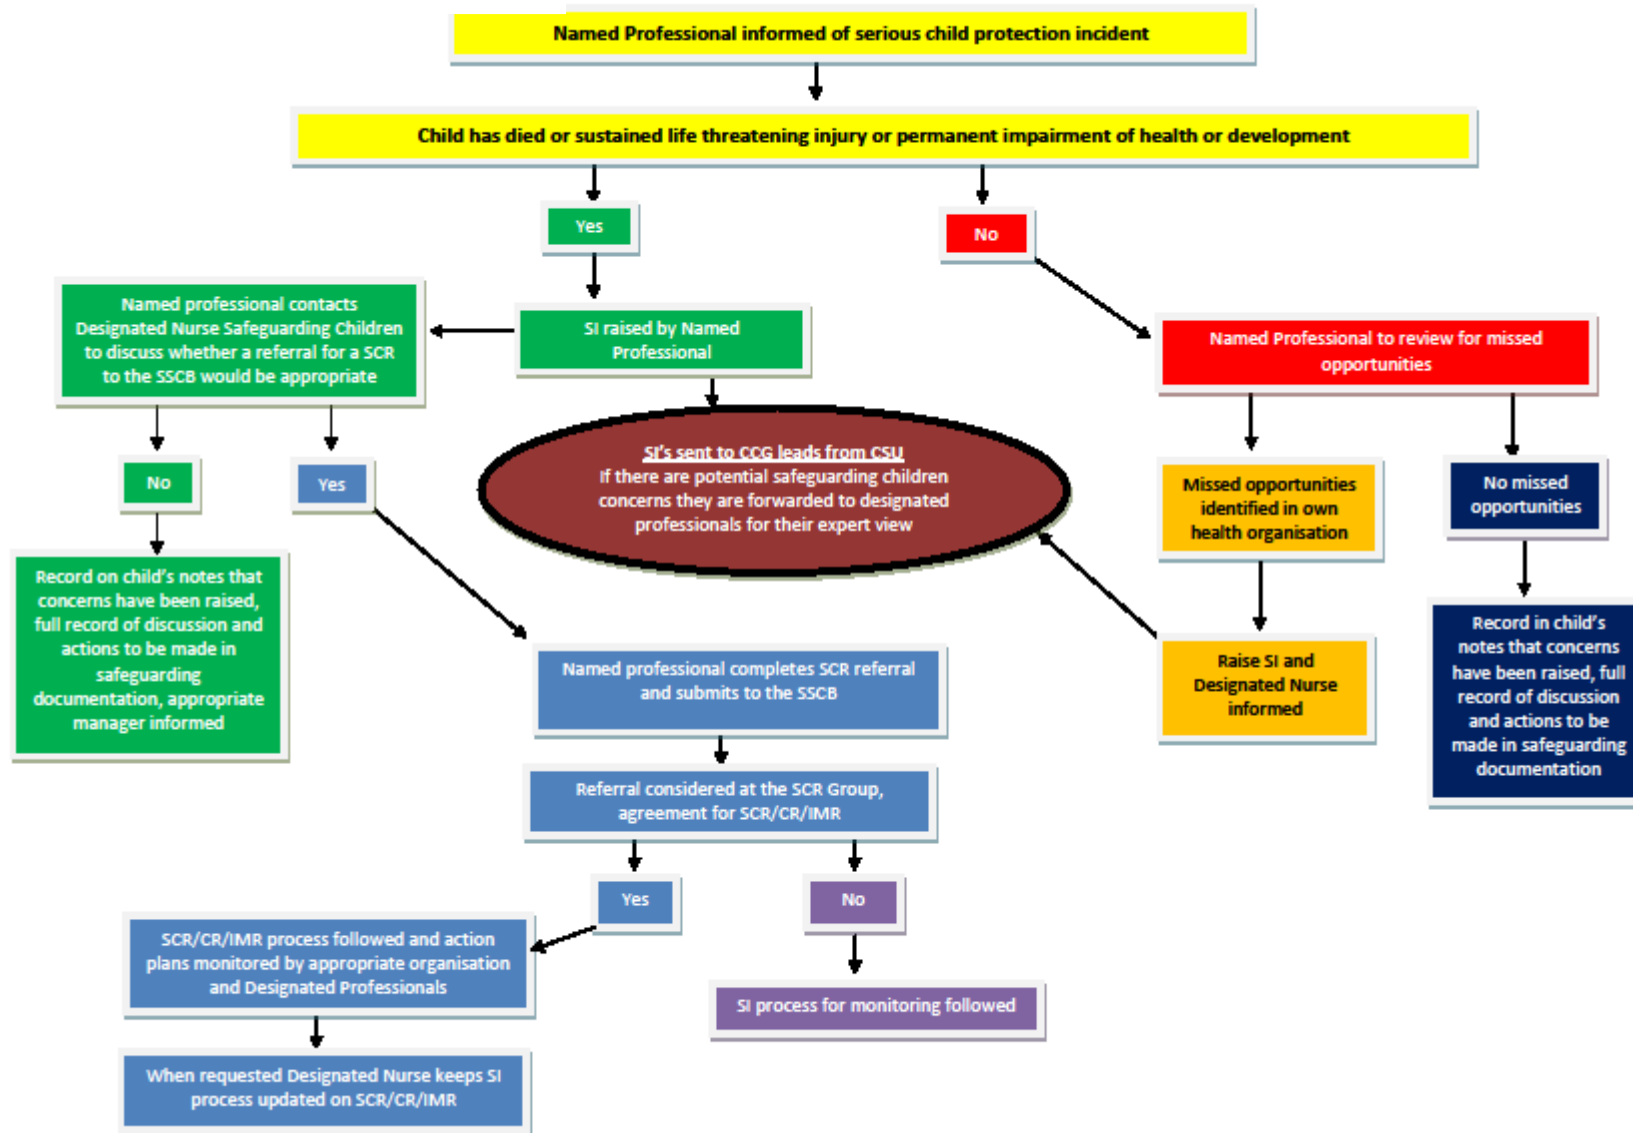 Named Professional informed of serious child protection incident
Child has died or sustained life threatening injury or permanent impairment of health or development
Yes
No
Named professional contacts
Designated Nurse Safeguarding Children
to discuss whether a referral for a SCR
to the SSCB would be appropriate
SI raised by Named
Professional
Named Professional to review for missed
opportunities
No
Yes
SI's sent to CCG leads from CSU
If there are potential safeguarding children
concerns they are forwarded to designated
professionals for their expert view
Missed opportunities
identified in own
health organisation
No missed
opportunities
Record on child's notes that
concerns have been raised,
full record of discussion and
actions to be made in
safeguarding
documentation, appropriate
manager informed
Named professional completes SCR referral
and submits to the SSCB
Raise SI and
Designated Nurse
informed
Record in child's
notes that concerns
have been raised, full
record of discussion
and actions to be
made in safeguarding
documentation
Referral considered at the SCR Group,
agreement for SCR/CR/IMR
Yes
No
SCR/CR/IMR process followed and action
plans monitored by appropriate organisation
and Designated Professionals
SI process for monitoring followed
When requested Designated Nurse keeps SI
process updated on SCR/CR/IMR